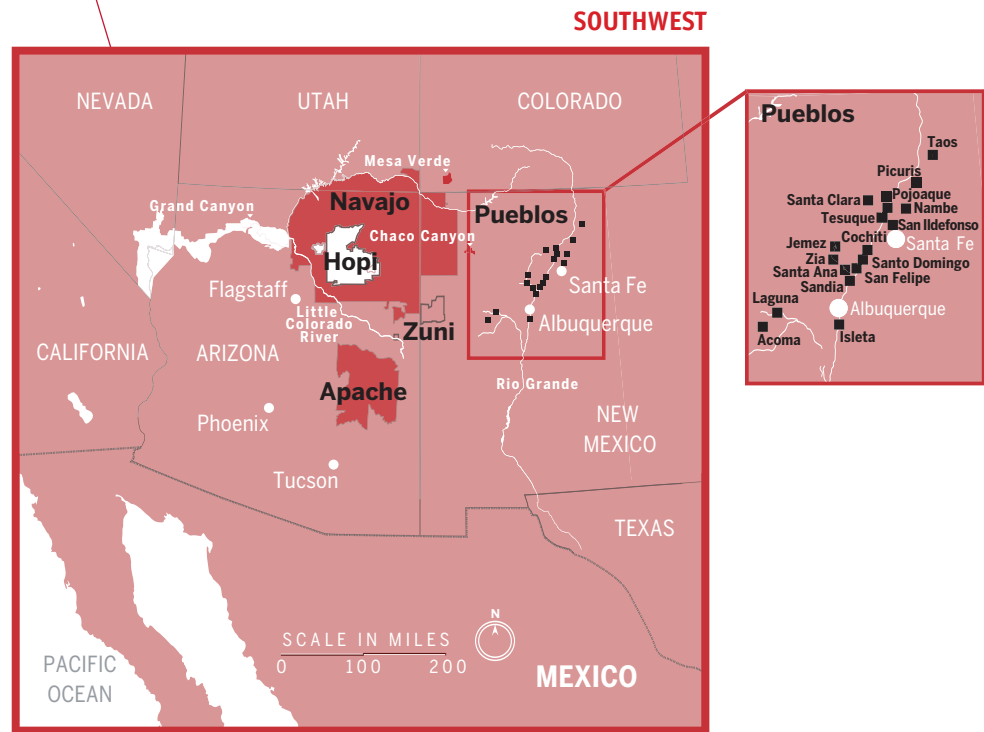 SOUTHWEST
NEVADA
UTAH
COLORADO
Mesa Verde
Grand Canyon
Navajo
Pueblos
Chaco Canyon
Hopi
Flagstaff
Santa Fe
Little
Colorado
River
Zuni
Albuquerque
CALIFORNIA
ARIZONA
Apache
Rio Grande
Phoenix
NEW
MEXICO
Tucson
TEXAS
N
SCALE IN MILES
0 100 200
PACIFIC
OCEAN
MEXICO
Pueblos
Taos
Picuris
Pojoaque
Santa Clara
Nambe
Tesuque
San Ildefonso
Cochiti
Jemez
Santa Fe
Zia
Santo Domingo
Santa Ana
San Felipe
Sandia
Laguna
Albuquerque
Acoma
Isleta